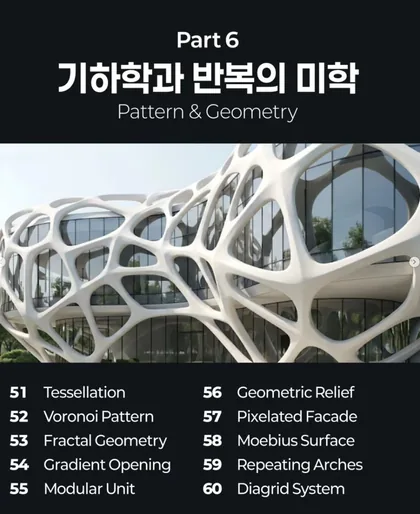 Part 6
기하학과 반복의 미학
Pattern & Geometry
51 Tessellation
52 Voronoi Pattern
53 Fractal Geometry
54 Gradient Opening
55 Modular Unit
56 Geometric Relief
57 Pixelated Facade
58 Moebius Surface
59 Repeating Arches
60 Diagrid System